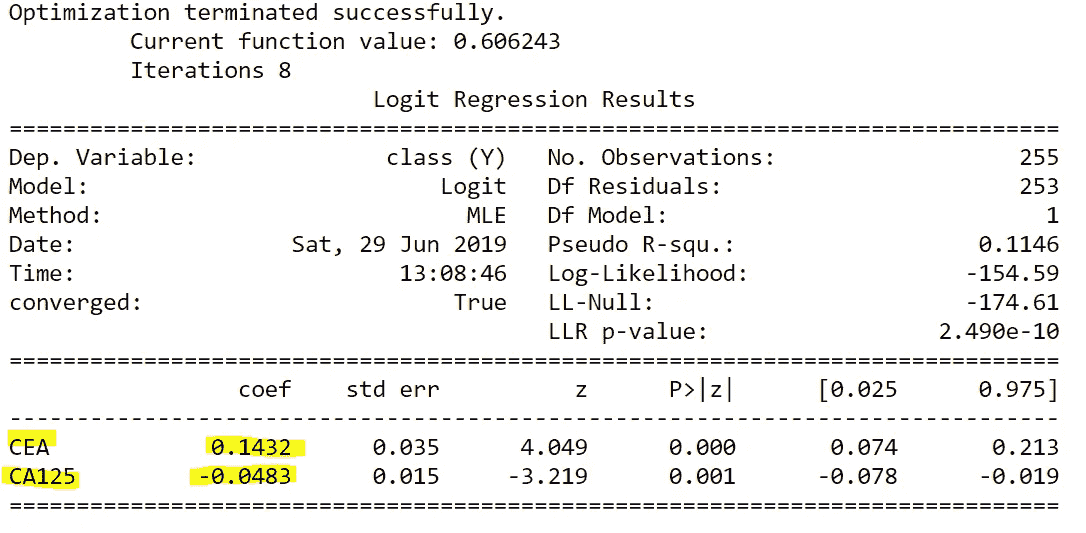 Optimization terminated successfully.
Current function value: 0.606243
Iterations 8
Logit Regression Results
==============================================================================
Dep. Variable: class (Y) No. Observations: 255
Model: Logit Df Residuals: 253
Method: MLE Df Model: 1
Date: Sat, 29 Jun 2019 Pseudo R-squ.: 0.1146
Time: 13:08:46 Log-Likelihood: -154.59
converged: True LL-Null: -174.61
LLR p-value: 2.490e-10
==============================================================================
coef std err z P>|z| [0.025 0.975]
------------------------------------------------------------------------------
CEA 0.1432 0.035 4.049 0.000 0.074 0.213
CA125 -0.0483 0.015 -3.219 0.001 -0.078 -0.019
==============================================================================